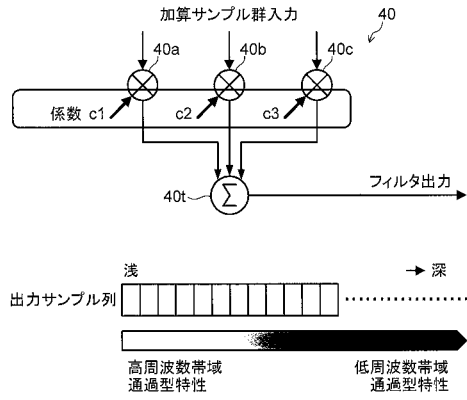 加算サンプル群入力
40
40a
40b
40c
係数 c1
c2
c3
40t
Σ
フィルタ出力
浅
→ 深
出力サンプル列
高周波数帯域
通過型特性
低周波数帯域
通過型特性